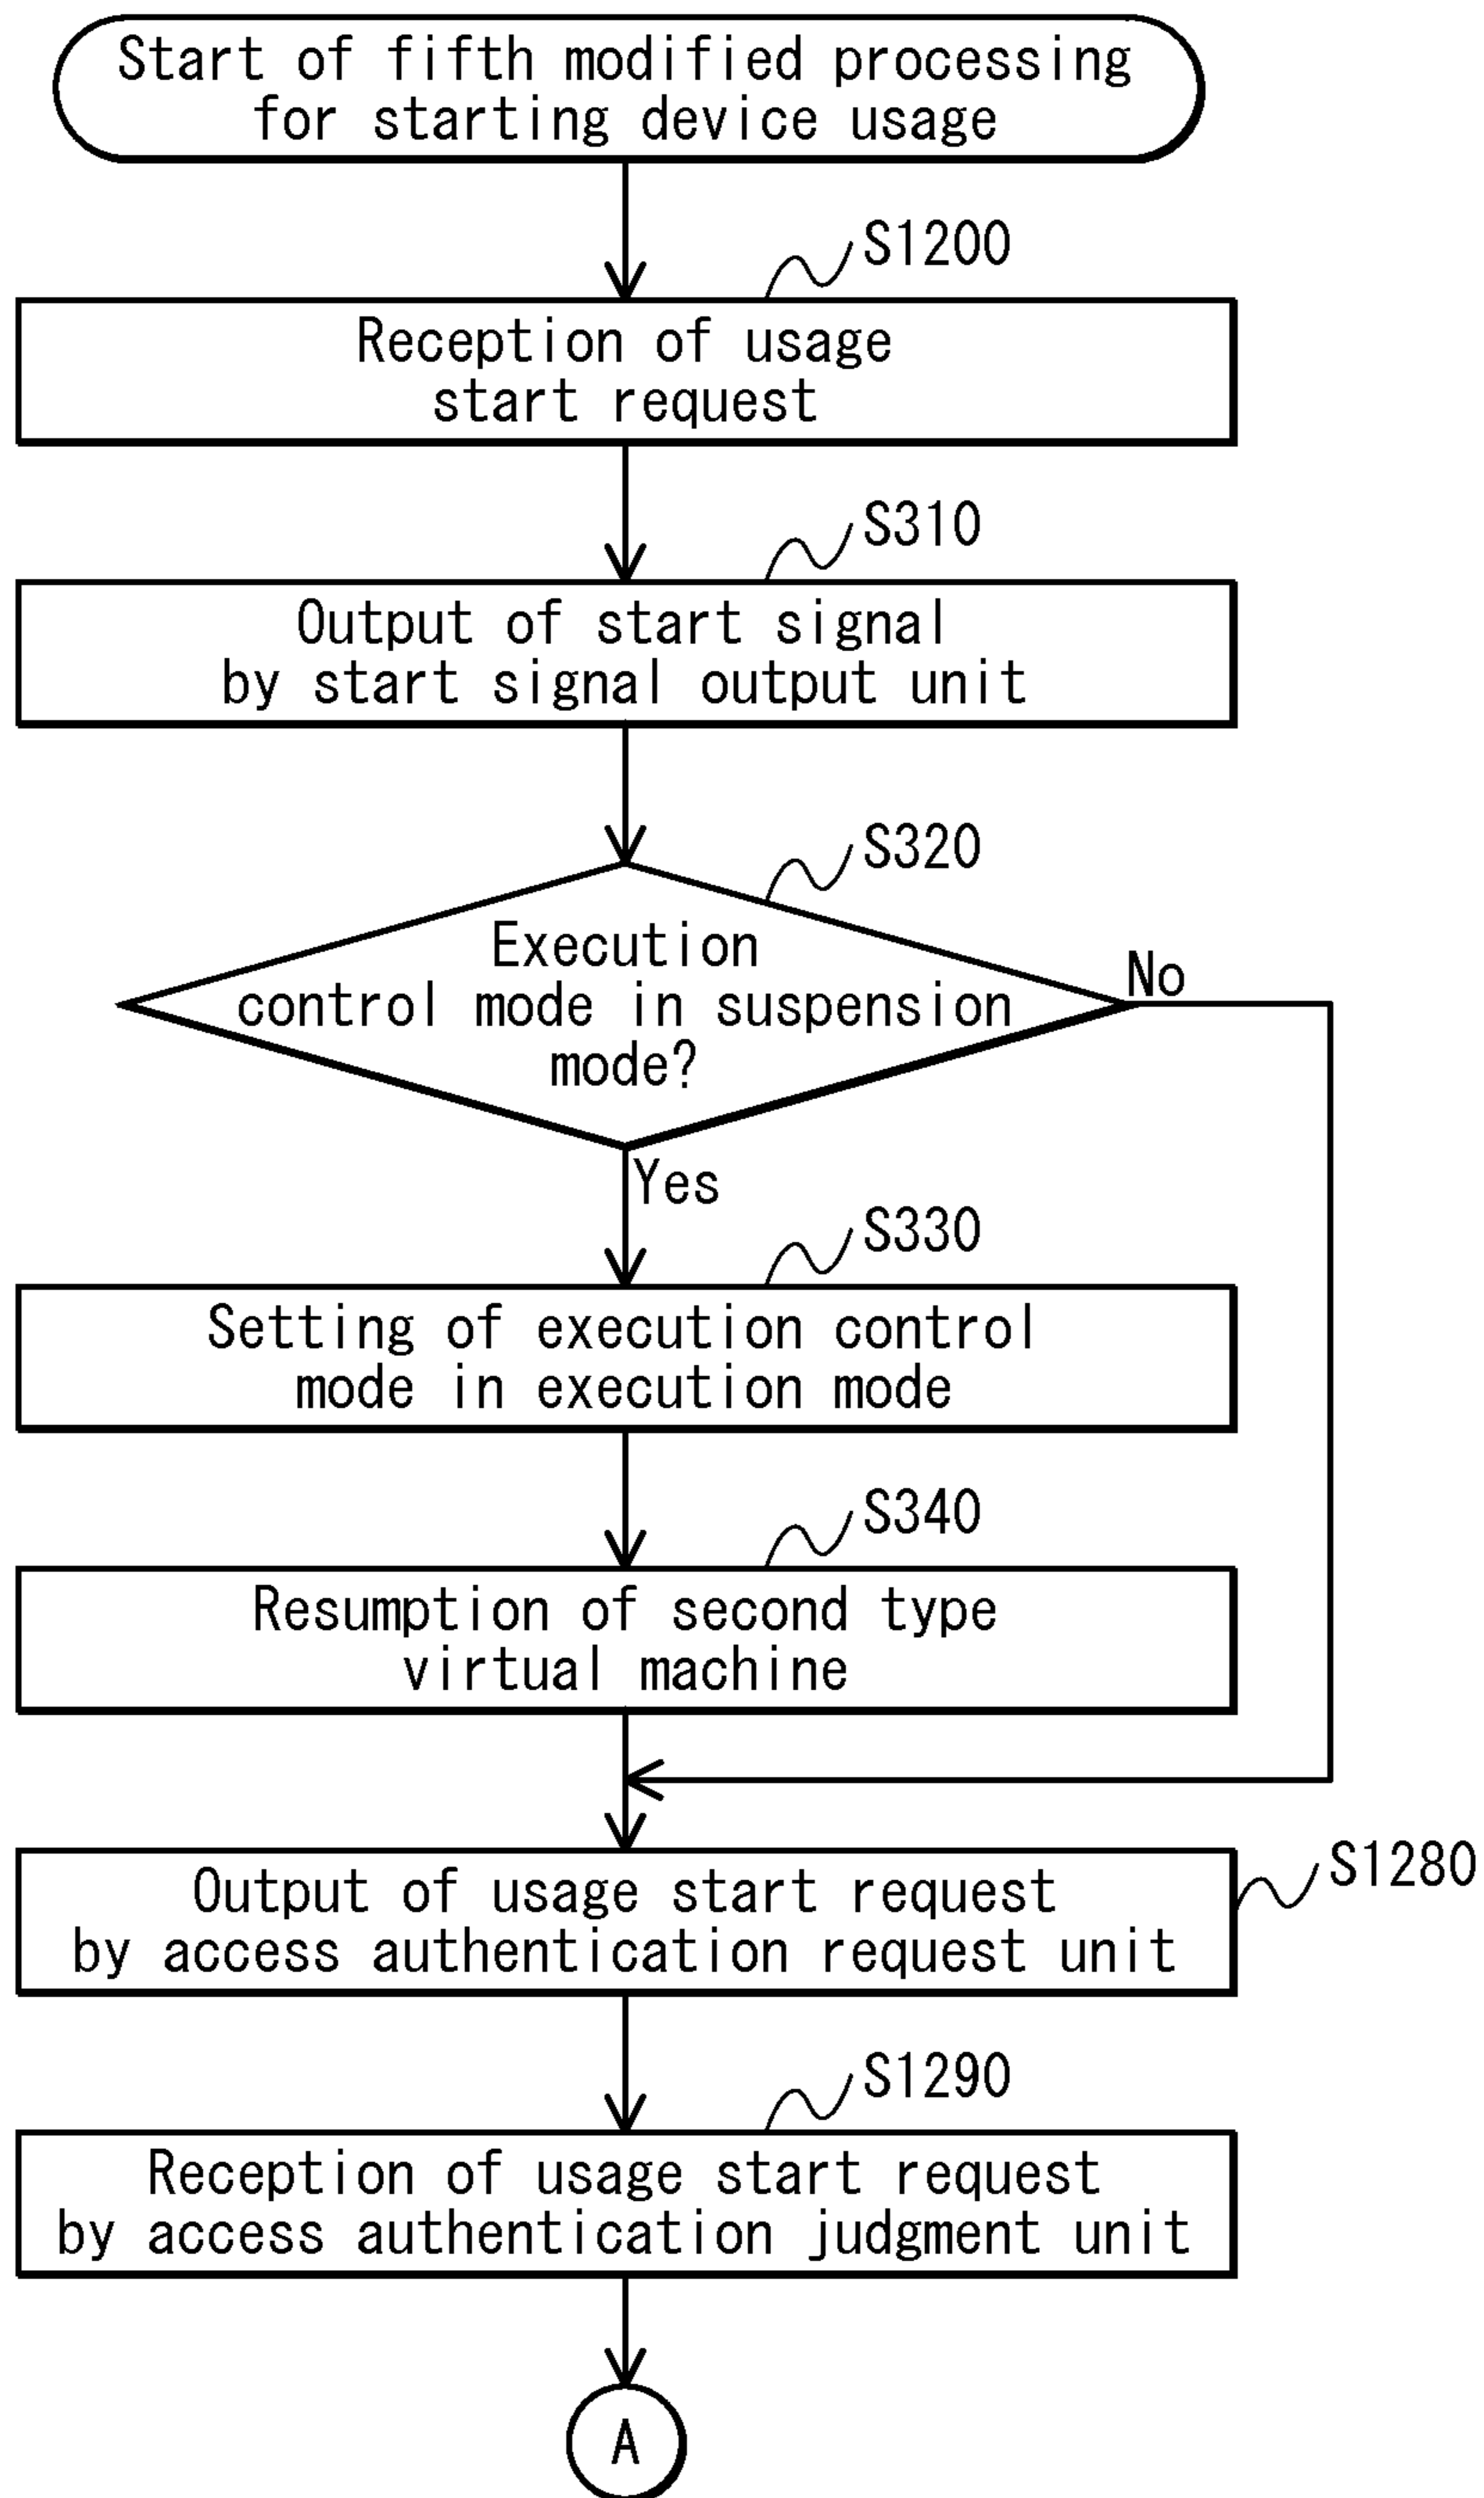 Start of fifth modified processing
for starting device usage
S1200
Reception of usage
start request
S310
Output of start signal
by start signal output unit
S320
Execution
control mode in suspension
mode?
No
Yes
S330
Setting of execution control
mode in execution mode
S340
Resumption of second type
virtual machine
S1280
Output of usage start request
by access authentication request unit
S1290
Reception of usage start request
by access authentication judgment unit
A